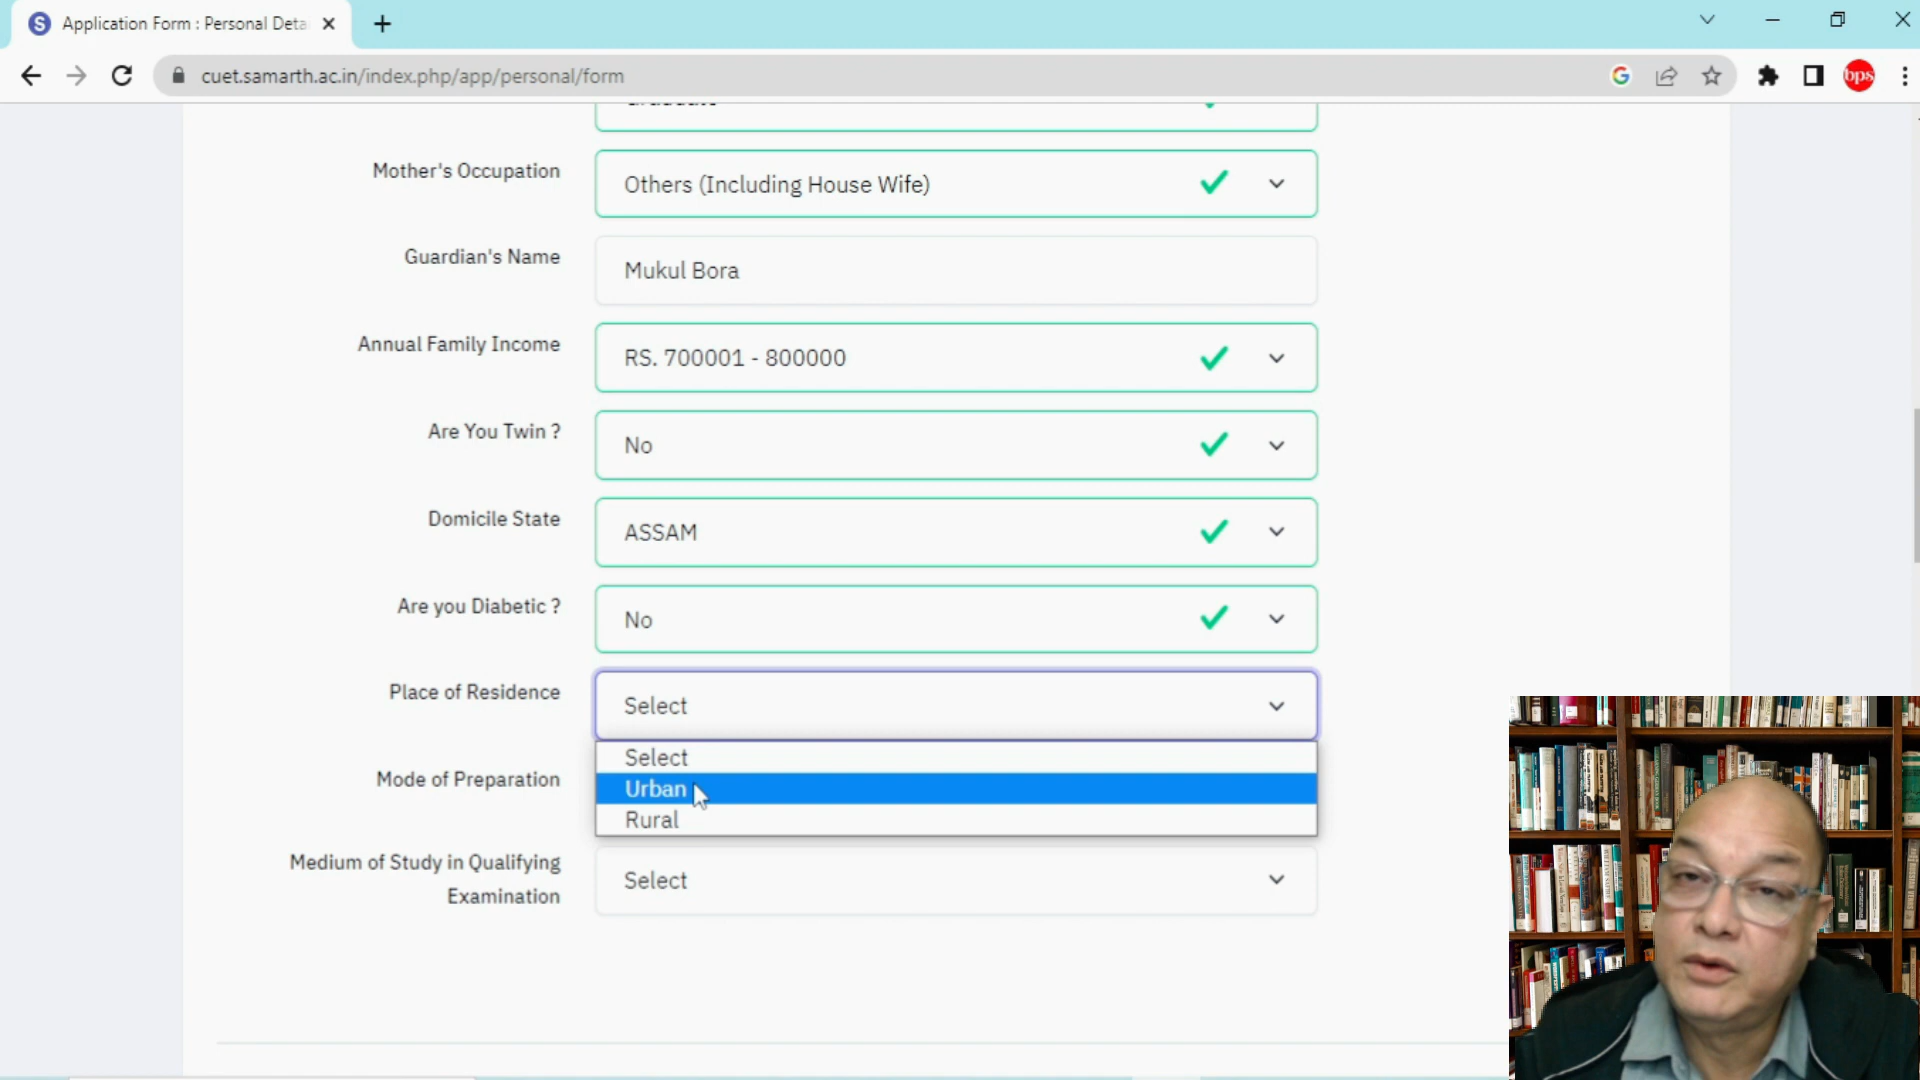 Application Form : Personal Deta
cuet.samarth.ac.in/index.php/app/personal/form
bps
Graduate
Mother's Occupation
Others (Including House Wife)
Guardian's Name
Mukul Bora
Annual Family Income
RS. 700001 - 800000
Are You Twin ?
No
Domicile State
ASSAM
Are you Diabetic ?
No
Place of Residence
Select
Select
Urban
Rural
Mode of Preparation
Medium of Study in Qualifying
Examination
Select